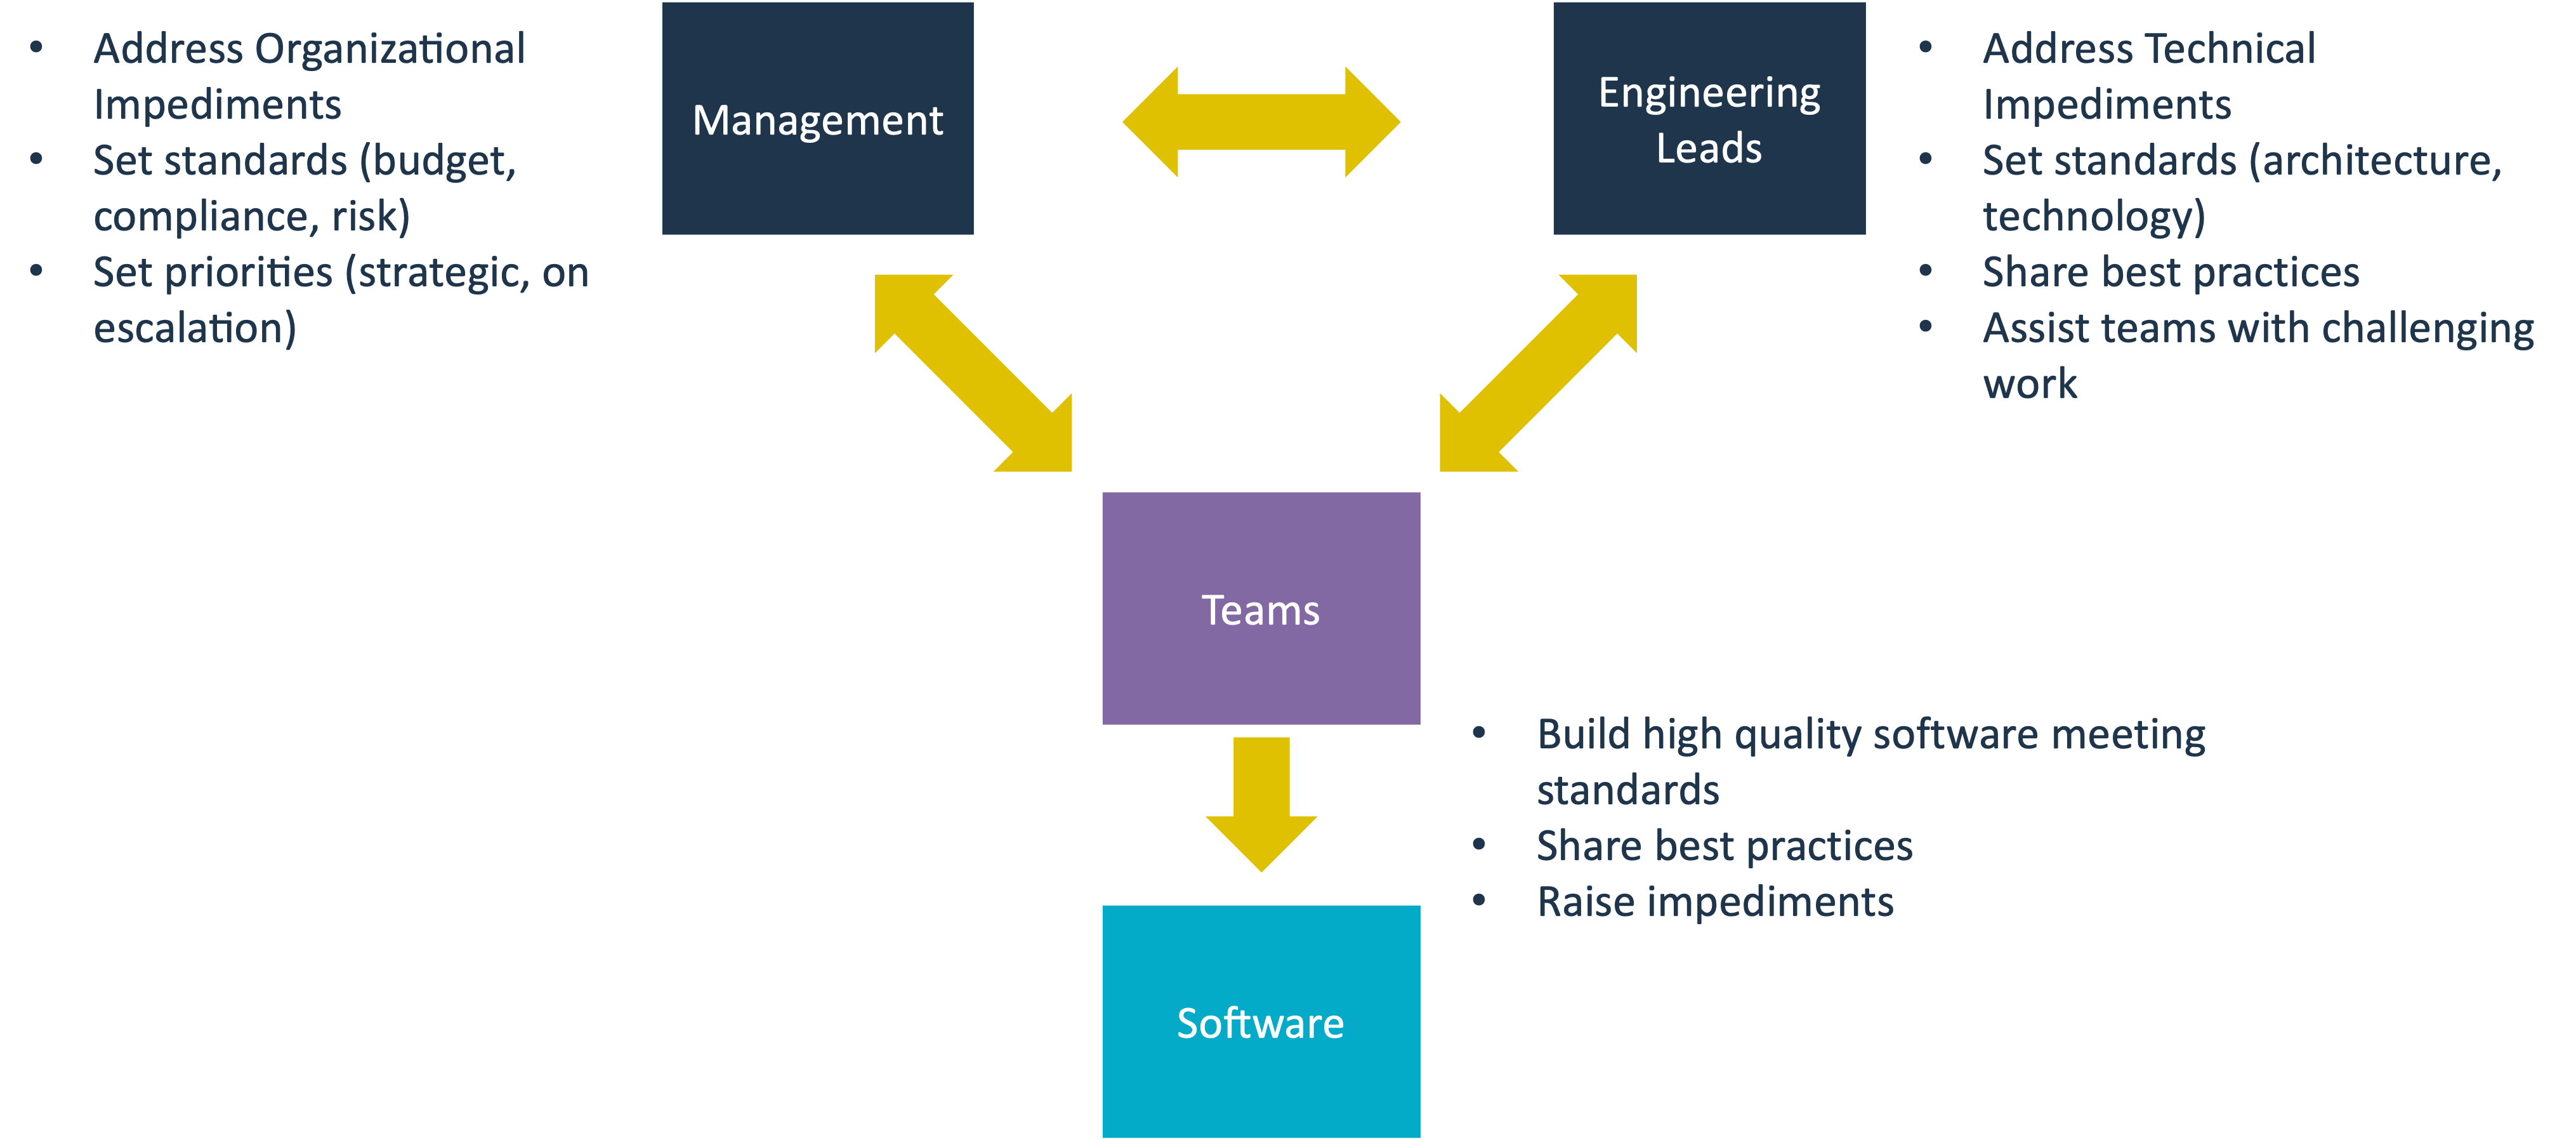 • Address Organizational
Impediments
• Set standards (budget,
compliance, risk)
• Set priorities (strategic, on
escalation)
Management
Engineering
Leads
• Address Technical
Impediments
• Set standards (architecture,
technology)
• Share best practices
• Assist teams with challenging
work
Teams
• Build high quality software meeting
standards
• Share best practices
• Raise impediments
Software